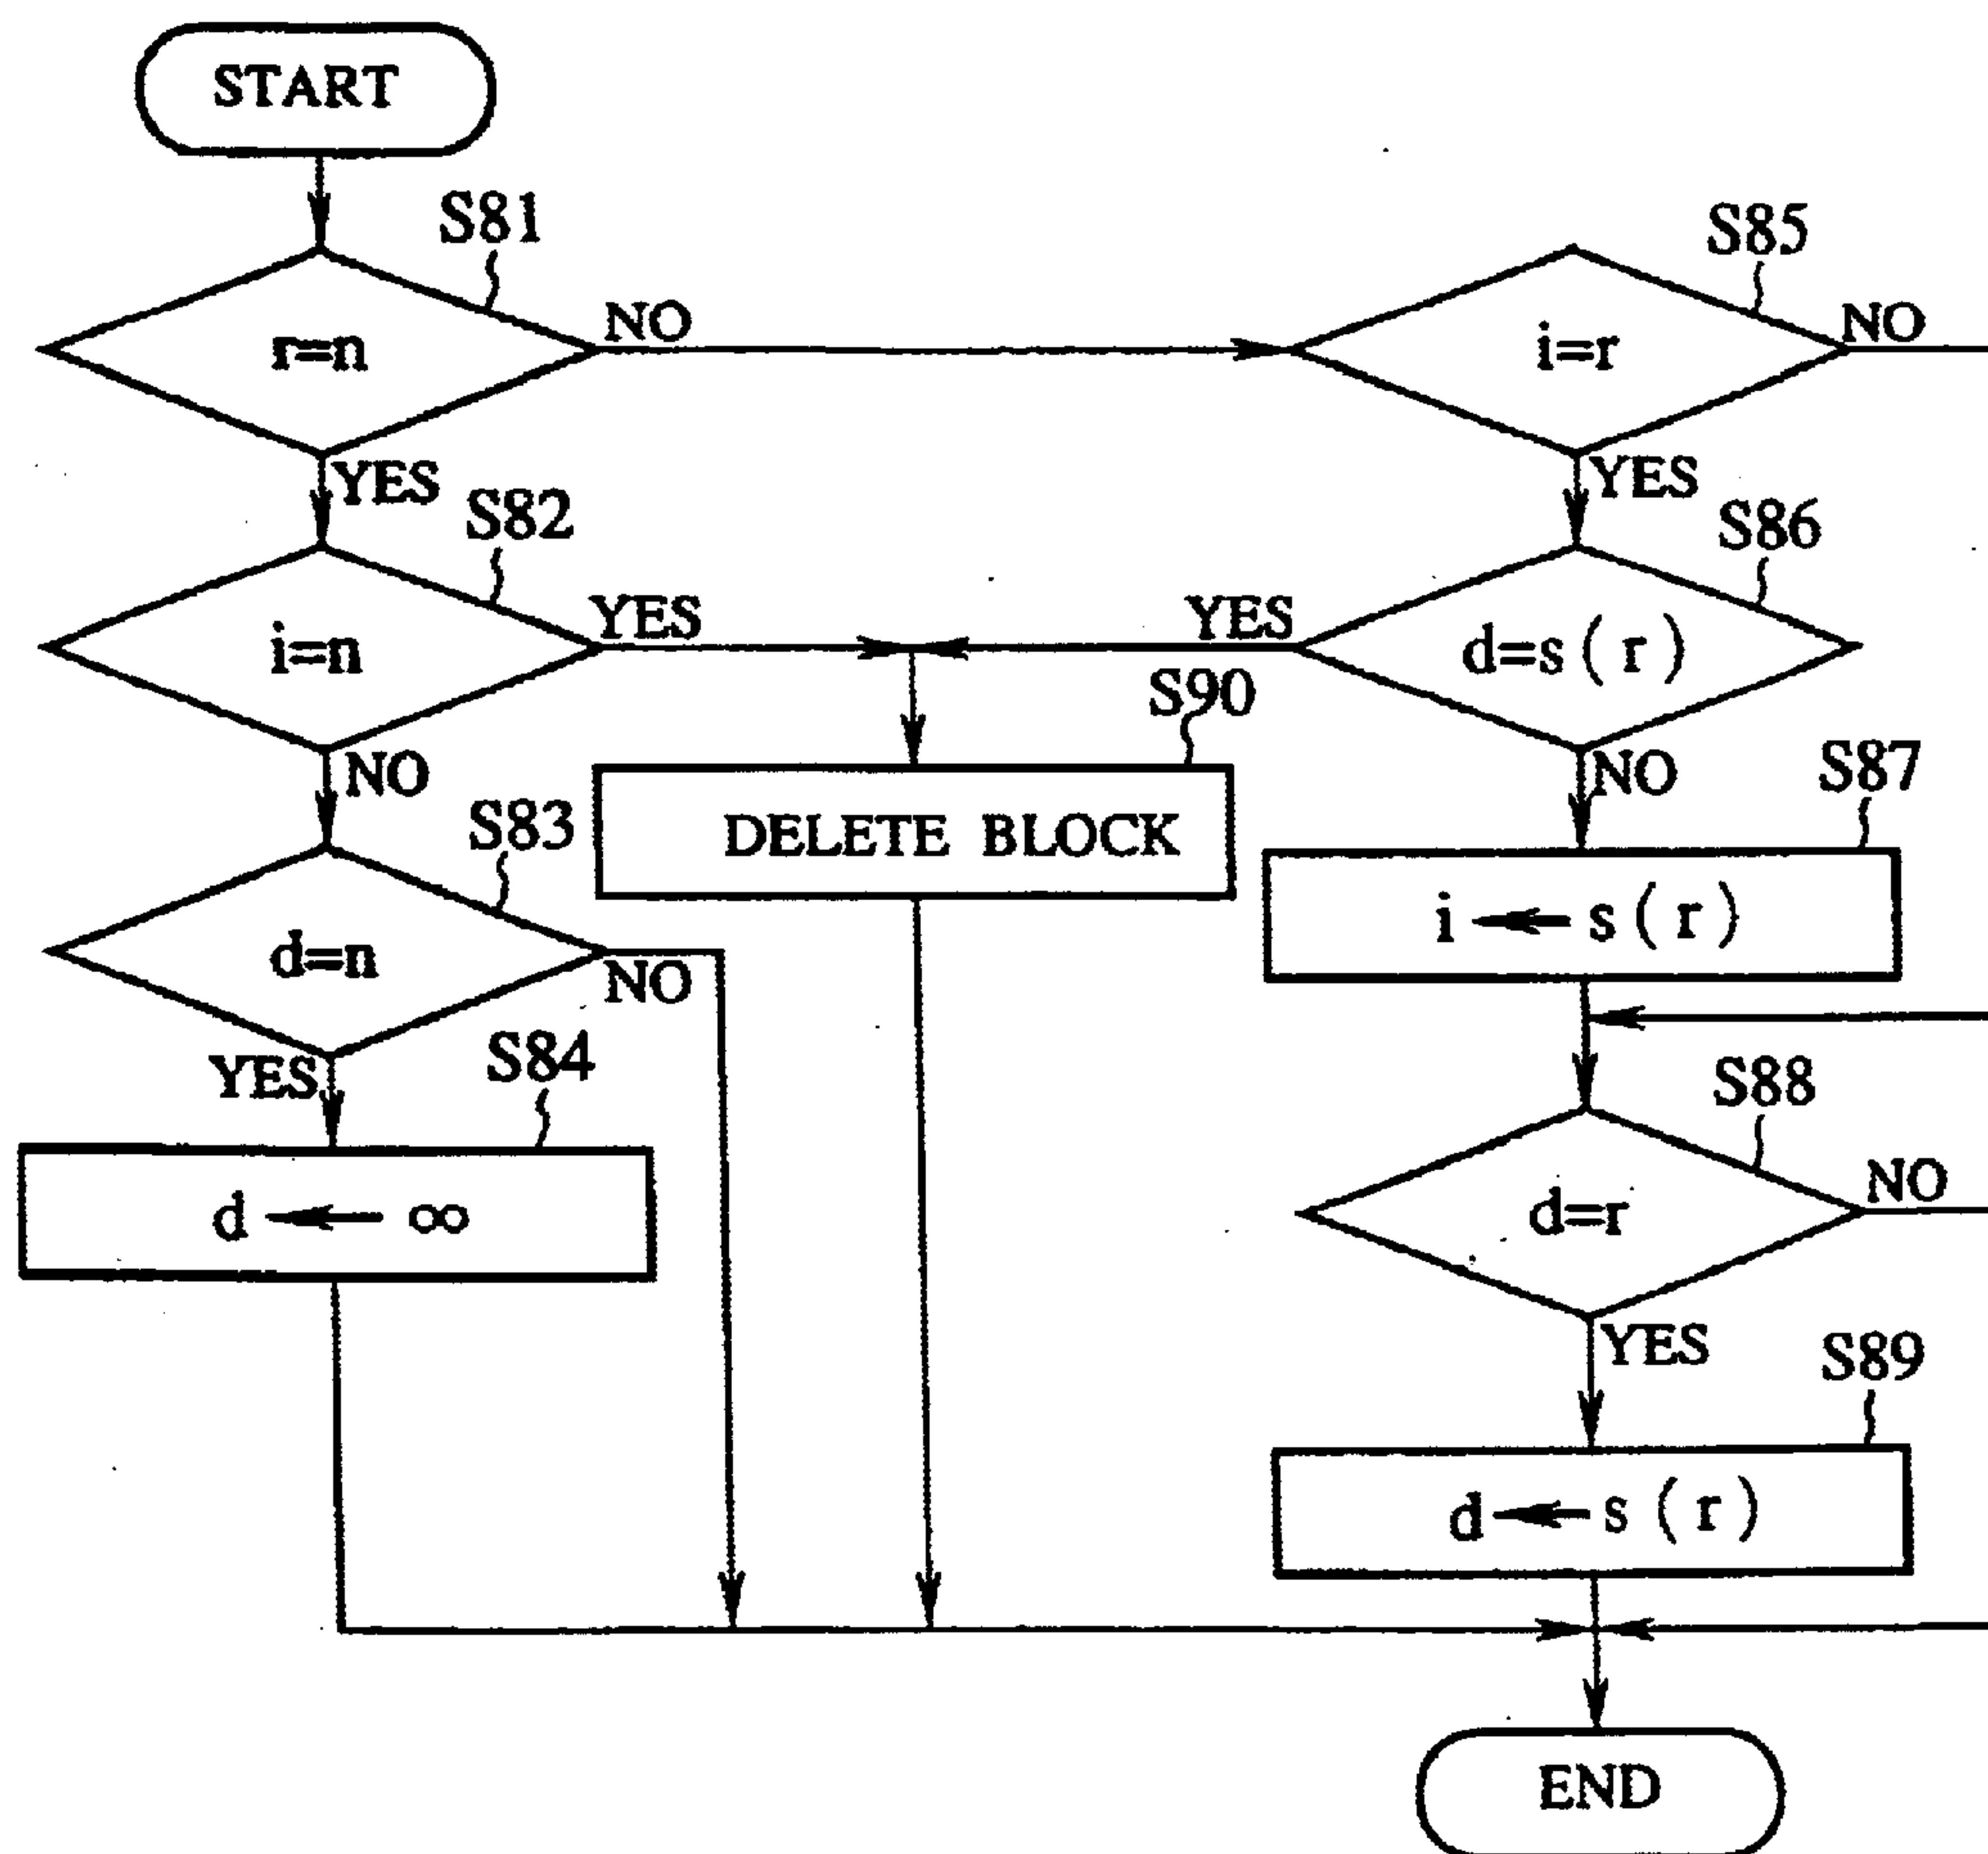 START
S81
r=n
NO
YES
S82
i=n
YES
NO
S83
d=n
NO
YES
S84
d ← ∞
S90
DELETE BLOCK
S85
i=r
NO
YES
S86
d=s(r)
YES
NO
S87
i ← s(r)
S88
d=r
NO
YES
S89
d ← s(r)
END